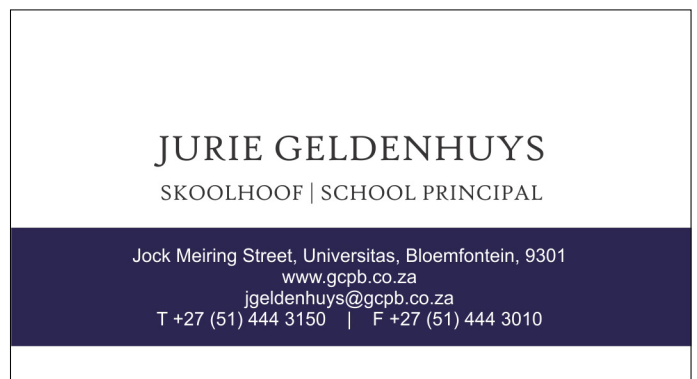 JURIE GELDENHUYS
SKOOLHOOF | SCHOOL PRINCIPAL
Jock Meiring Street, Universitas, Bloemfontein, 9301
www.gcpb.co.za
jgeldenhuys@gcpb.co.za
T +27 (51) 444 3150 | F +27 (51) 444 3010